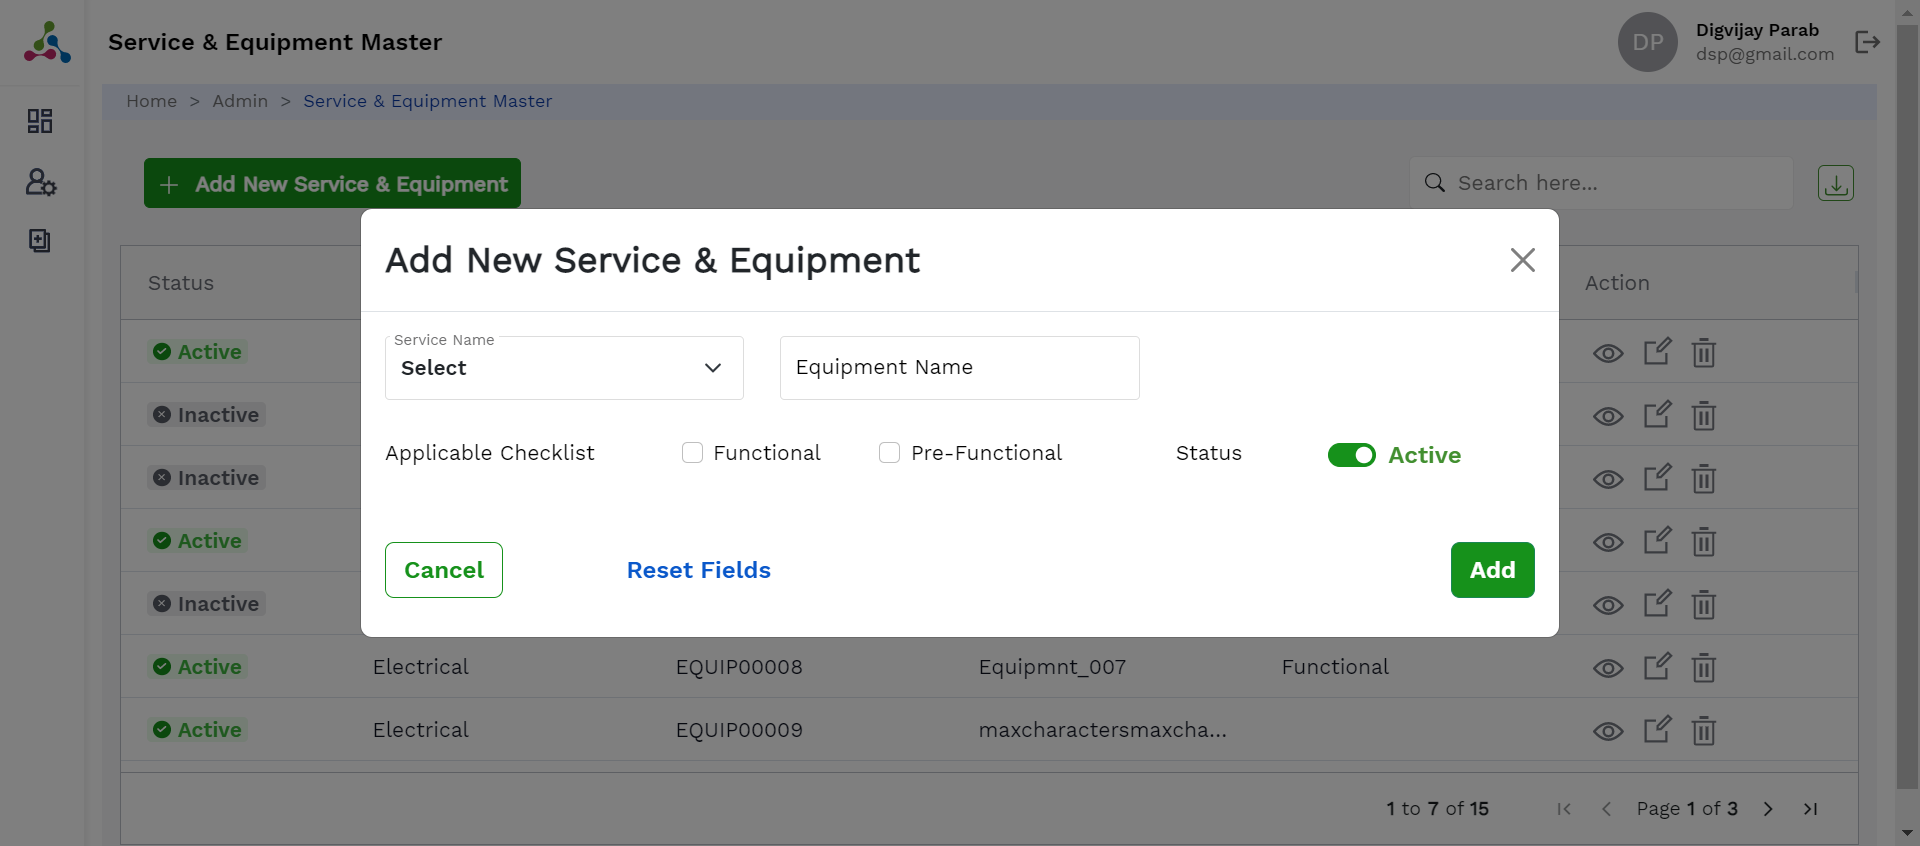 Service & Equipment Master
DP
Digvijay Parab
dsp@gmail.com
Home > Admin > Service & Equipment Master
Add New Service & Equipment
Search here...
Status
Action
Add New Service & Equipment
Service Name
Select
Equipment Name
Applicable Checklist
Functional
Pre-Functional
Status
Active
Cancel
Reset Fields
Add
Active
Inactive
Inactive
Active
Inactive
Active Electrical EQUIP00008 Equipmnt_007 Functional
Active Electrical EQUIP00009 maxcharactersmaxcha...
1 to 7 of 15 Page 1 of 3